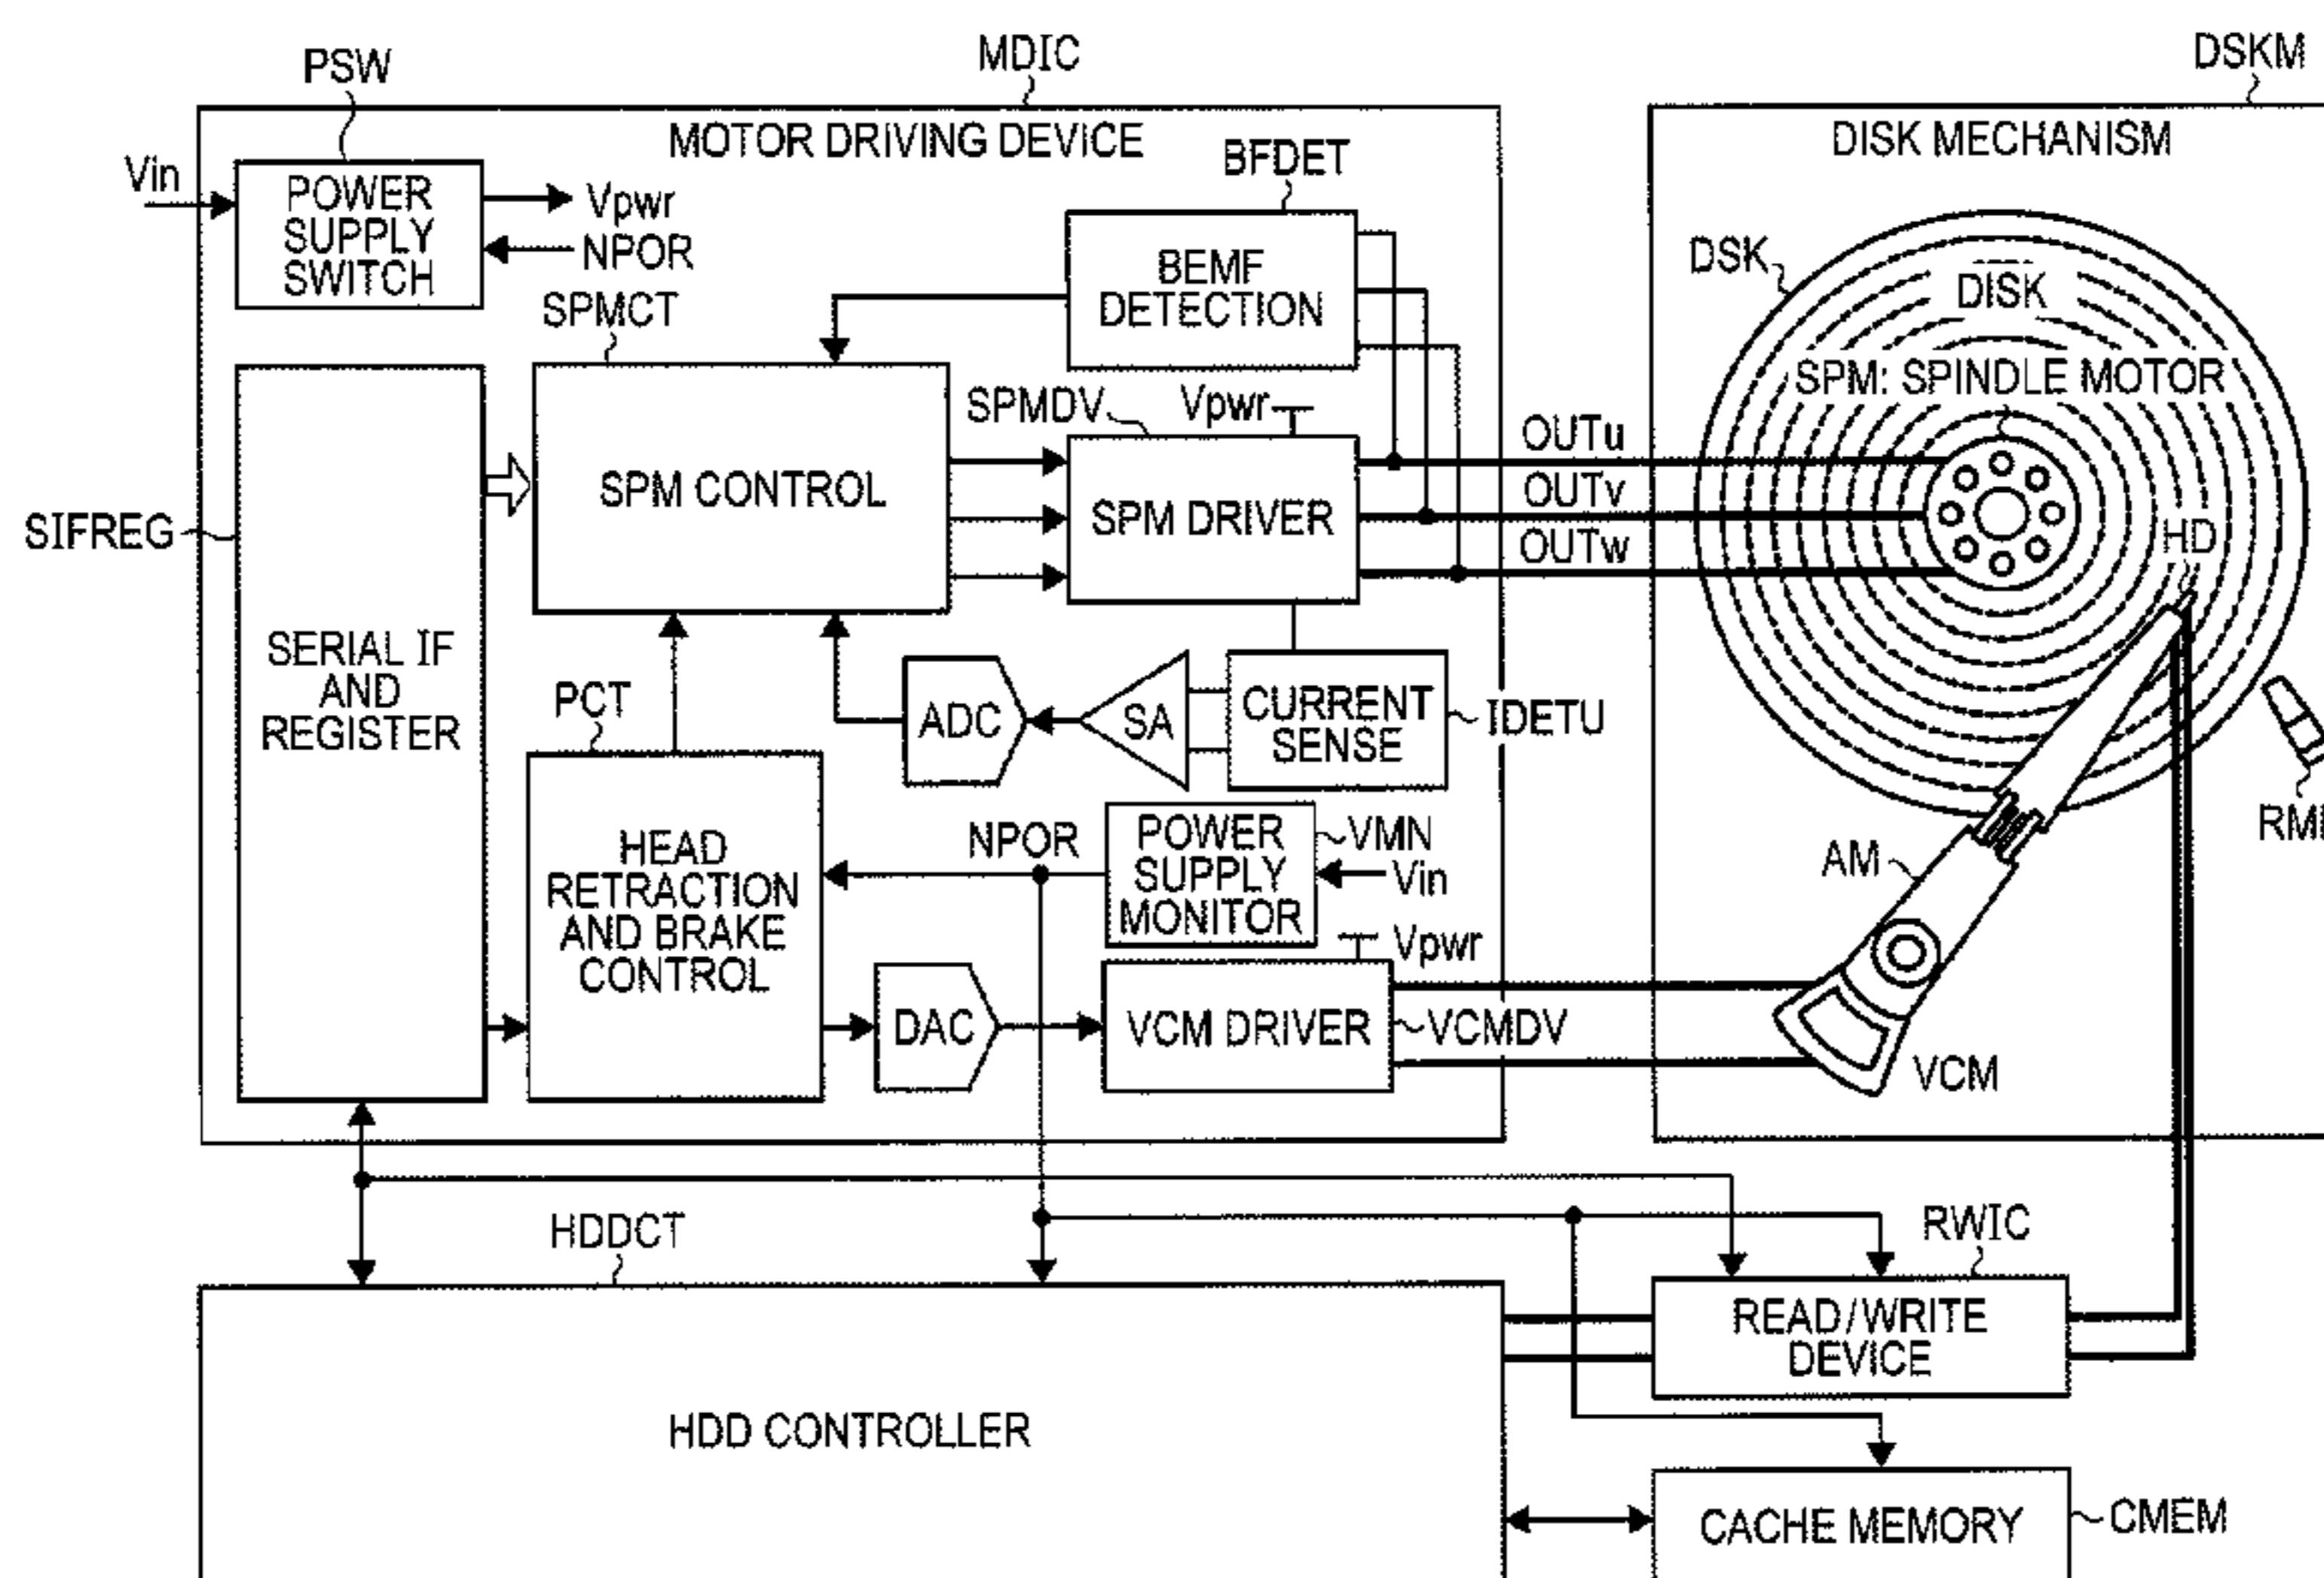 MDIC
DSKM
PSW
MOTOR DRIVING DEVICE
DISK MECHANISM
Vin
POWER
SUPPLY
SWITCH
Vpwr
NPOR
BFDET
BEMF
DETECTION
DSK
DISK
SPMCT
SPM: SPINDLE MOTOR
SPMDV
Vpwr
OUTu
OUTv
OUTw
SPM CONTROL
SPM DRIVER
HD
SIFREG
SERIAL IF
AND
REGISTER
PCT
ADC
SA
CURRENT
SENSE
IDETU
HEAD
RETRACTION
AND BRAKE
CONTROL
NPOR
POWER
SUPPLY
MONITOR
VMN
Vin
AM
Vpwr
DAC
VCM DRIVER
VCMDV
VCM
HDDCT
RWIC
READ/WRITE
DEVICE
HDD CONTROLLER
CACHE MEMORY
CMEM